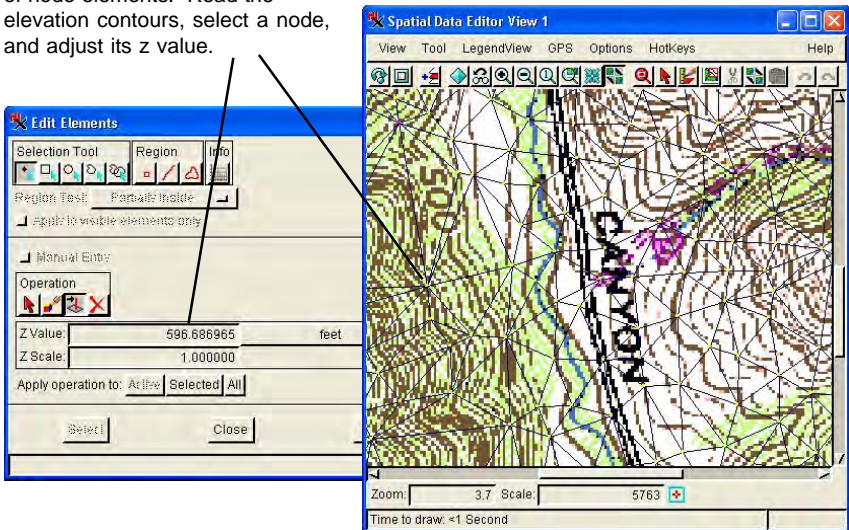 of node elements. Read the
elevation contours, select a node,
and adjust its z value.
Edit Elements
Selection Tool Region Info
Region Test: Partially Inside
Apply to visible elements only
Manual Entry
Operation
Z Value: 596.686965 feet
Z Scale: 1.000000
Apply operation to: Active Selected All
Select Close
Spatial Data Editor View 1
View Tool LegendView GPS Options HotKeys Help
500
CANYON
Zoom: 3.7 Scale: 5763
Time to draw: <1 Second